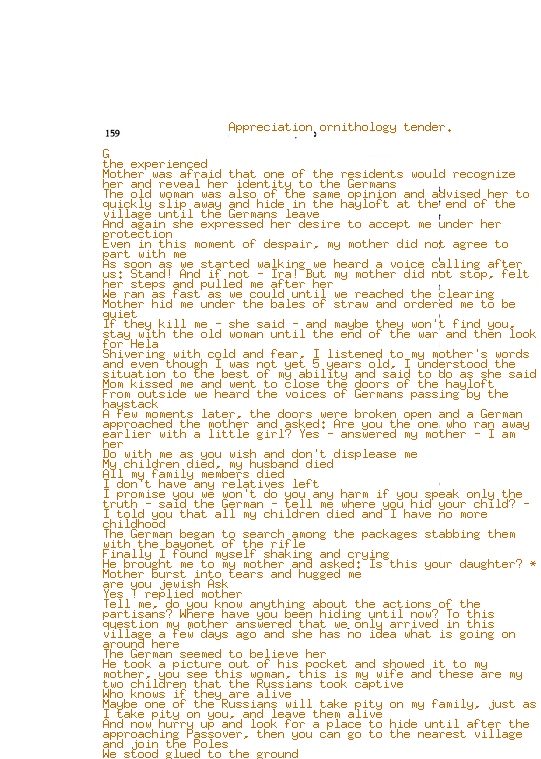 Appreciation ornithology tender.
159
G
the experienced
Mother was afraid that one of the residents would recognize
her and reveal her identity to the Germans
The old woman was also of the same opinion and advised her to
quickly slip away and hide in the hayloft at the end of the
village until the Germans leave
And again she expressed her desire to accept me under her
protection
Even in this moment of despair, my mother did not agree to
part with me
As soon as we started walking we heard a voice calling after
us: Stand! And if not - Ira! But my mother did not stop, felt
her steps and pulled me after her
We ran as fast as we could until we reached the clearing
Mother hid me under the bales of straw and ordered me to be
quiet
If they kill me - she said - and maybe they won't find you,
stay with the old woman until the end of the war and then look
for Hela
Shivering with cold and fear, I listened to my mother's words
and even though I was not yet 5 years old, I understood the
situation to the best of my ability and said to do as she said
Mom kissed me and went to close the doors of the hayloft
From outside we heard the voices of Germans passing by the
haystack
A few moments later, the doors were broken open and a German
approached the mother and asked: Are you the one who ran away
earlier with a little girl? Yes - answered my mother - I am
her
Do with me as you wish and don't displease me
My children died, my husband died
All my family members died
I don't have any relatives left
I promise you we won't do you any harm if you speak only the
truth - said the German - tell me where you hid your child? -
I told you that all my children died and I have no more
childhood
The German began to search among the packages stabbing them
with the bayonet of the rifle
Finally I found myself shaking and crying
He brought me to my mother and asked: Is this your daughter? *
Mother burst into tears and hugged me
are you jewish Ask
Yes ! replied mother
Tell me, do you know anything about the actions of the
partisans? Where have you been hiding until now? To this
question my mother answered that we only arrived in this
village a few days ago and she has no idea what is going on
around here
The German seemed to believe her
He took a picture out of his pocket and showed it to my
mother, you see this woman, this is my wife and these are my
two children that the Russians took captive
Who knows if they are alive
Maybe one of the Russians will take pity on my family, just as
I take pity on you, and leave them alive
And now hurry up and look for a place to hide until after the
approaching Passover, then you can go to the nearest village
and join the Poles
We stood glued to the ground